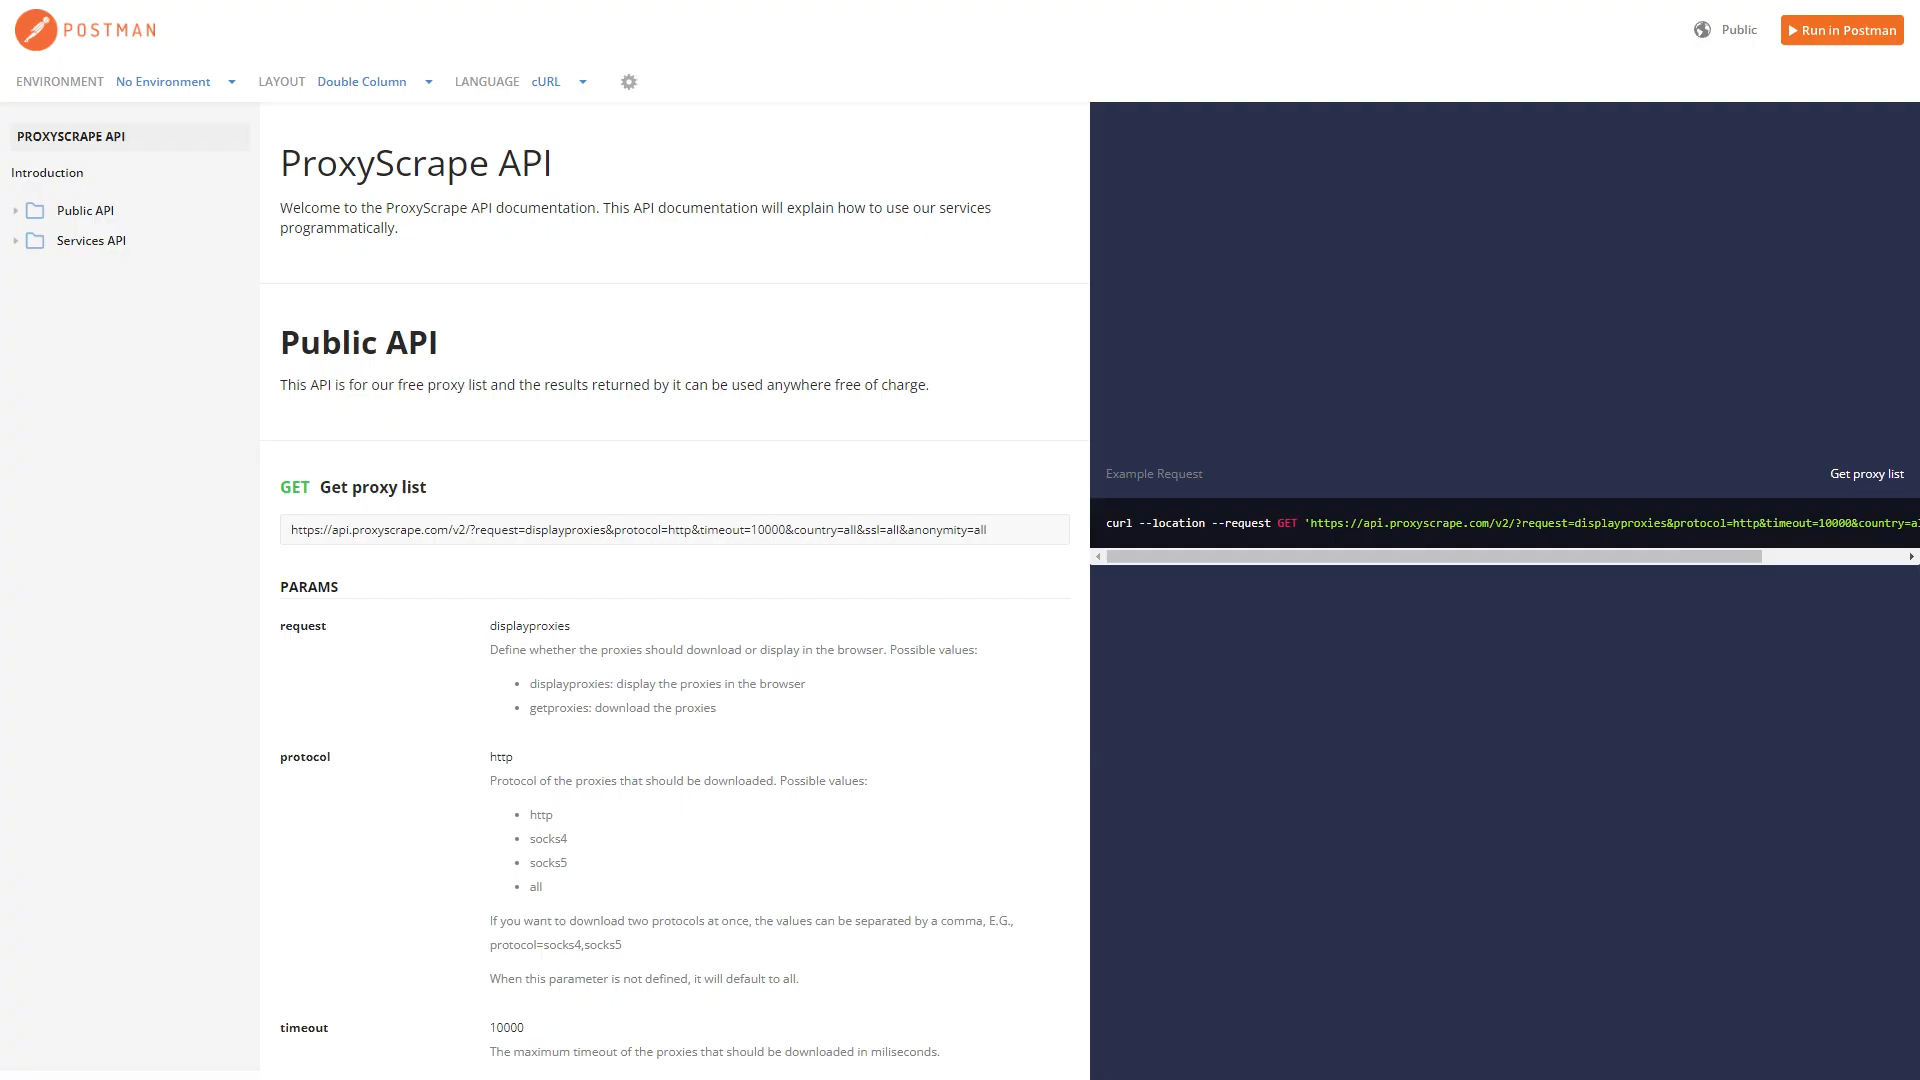 POSTMAN
Public
Run in Postman
ENVIRONMENT No Environment LAYOUT Double Column LANGUAGE cURL
PROXYSCRAPE API
Introduction
Public API
Services API
ProxyScrape API
Welcome to the ProxyScrape API documentation. This API documentation will explain how to use our services
programmatically.
Public API
This API is for our free proxy list and the results returned by it can be used anywhere free of charge.
GET Get proxy list
https://api.proxyscrape.com/v2/?request=displayproxies&protocol=http&timeout=10000&country=all&ssl=all&anonymity=all
PARAMS
request
displayproxies
Define whether the proxies should download or display in the browser. Possible values:
• displayproxies: display the proxies in the browser
• getproxies: download the proxies
protocol
http
Protocol of the proxies that should be downloaded. Possible values:
• http
• socks4
• socks5
• all
If you want to download two protocols at once, the values can be separated by a comma, E.G.,
protocol=socks4,socks5
When this parameter is not defined, it will default to all.
timeout
10000
The maximum timeout of the proxies that should be downloaded in miliseconds.
Example Request
Get proxy list
curl --location --request GET 'https://api.proxyscrape.com/v2/?request=displayproxies&protocol=http&timeout=10000&country=a